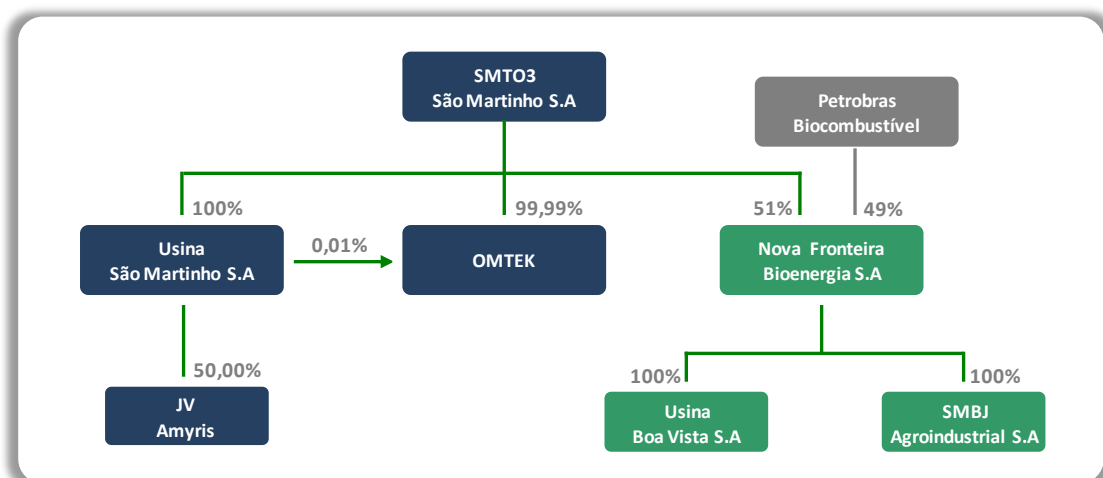 SMTO3
São Martinho S.A
Petrobras
Biocombustível
100%
99,99%
51%
49%
Usina
São Martinho S.A
0,01%
OMTEK
Nova Fronteira
Bioenergia S.A
50,00%
100%
100%
JV
Amyris
Usina
Boa Vista S.A
SMBJ
Agroindustrial S.A